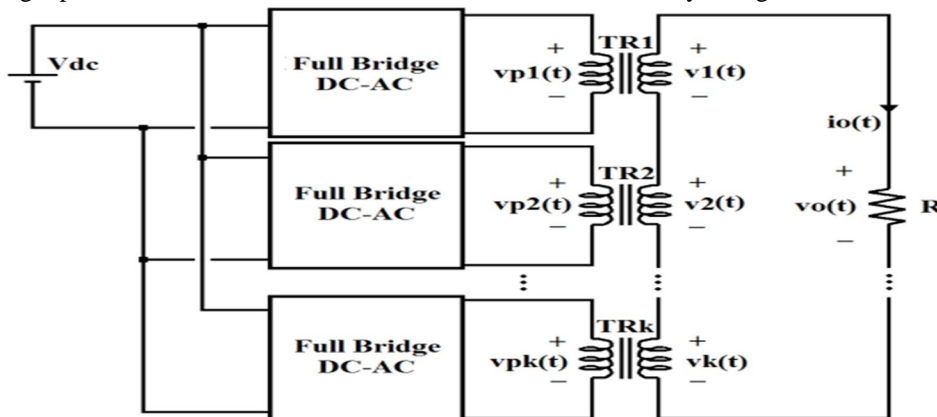 Vdc
Full Bridge
DC-AC
vp1(t)
+
−
TR1
+
v1(t)
−
io(t)
Full Bridge
DC-AC
+
vp2(t)
−
TR2
+
v2(t)
−
+
vo(t)
−
R
Full Bridge
DC-AC
+
vpk(t)
−
TRk
+
vk(t)
−